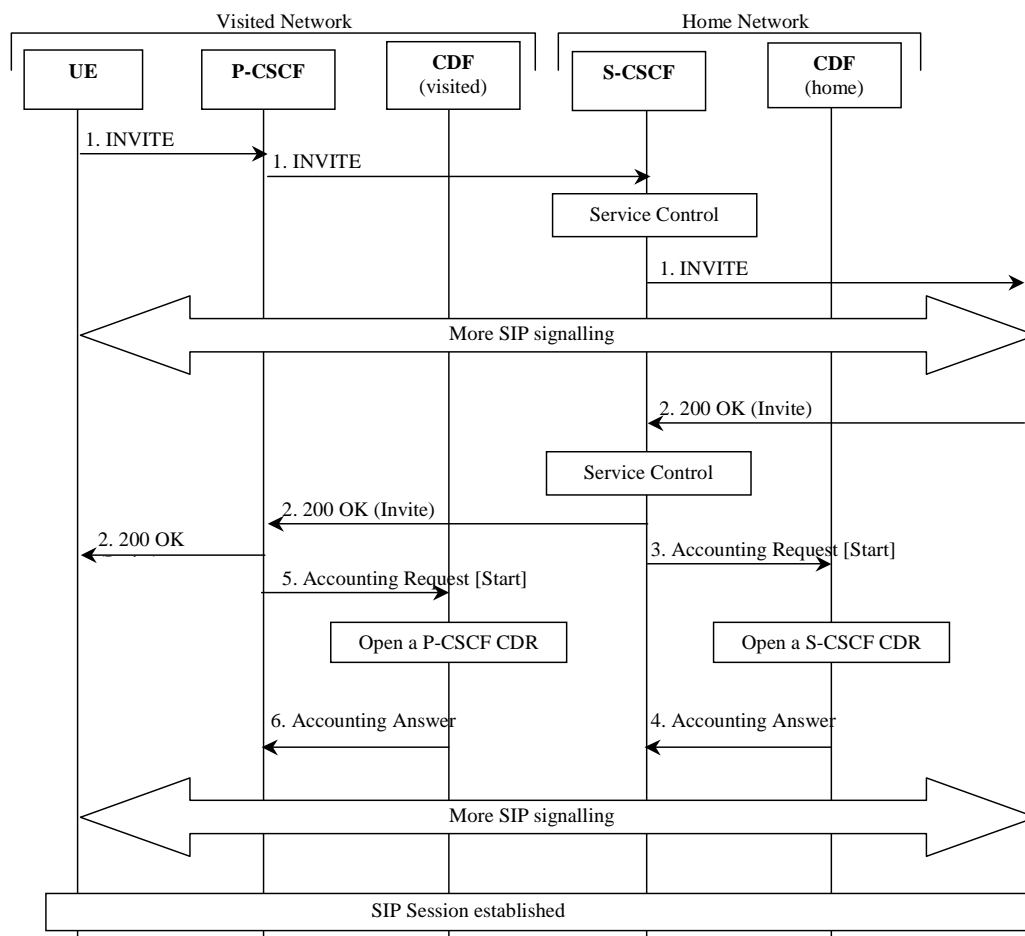 Visited Network
Home Network
UE
P-CSCF
CDF
(visited)
S-CSCF
CDF
(home)
1. INVITE
1. INVITE
Service Control
1. INVITE
More SIP signalling
2. 200 OK (Invite)
Service Control
2. 200 OK (Invite)
2. 200 OK
3. Accounting Request [Start]
5. Accounting Request [Start]
Open a P-CSCF CDR
Open a S-CSCF CDR
6. Accounting Answer
4. Accounting Answer
More SIP signalling
SIP Session established